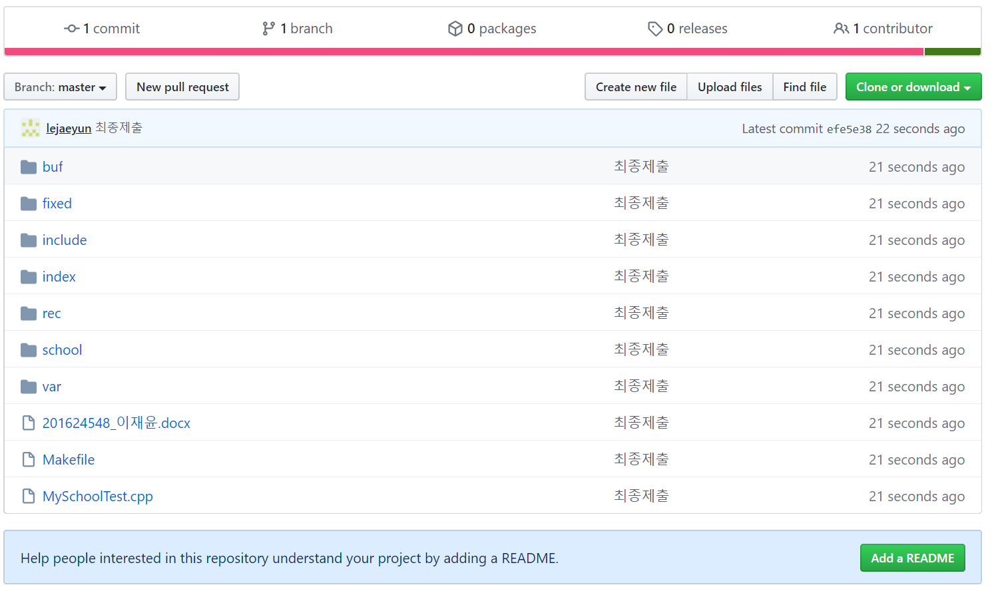 1 commit 1 branch 0 packages 0 releases 1 contributor
Branch: master New pull request Create new file Upload files Find file Clone or download
lejaeyun 최종제출 Latest commit efe5e38 22 seconds ago
buf 최종제출 21 seconds ago
fixed 최종제출 21 seconds ago
include 최종제출 21 seconds ago
index 최종제출 21 seconds ago
rec 최종제출 21 seconds ago
school 최종제출 21 seconds ago
var 최종제출 21 seconds ago
201624548_이재윤.docx 최종제출 21 seconds ago
Makefile 최종제출 21 seconds ago
MySchoolTest.cpp 최종제출 21 seconds ago
Help people interested in this repository understand your project by adding a README. Add a README